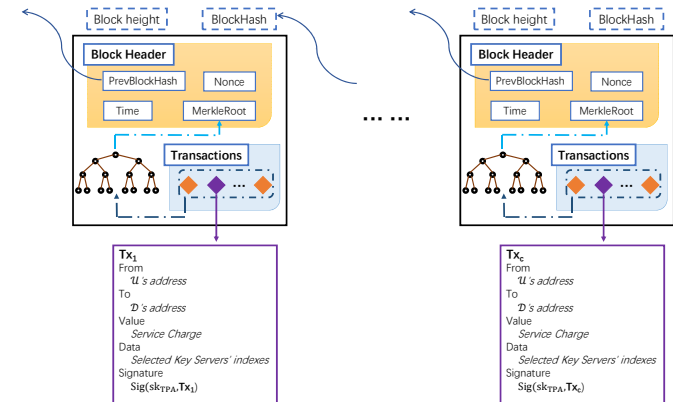 Block height BlockHash
Block Header
PrevBlockHash Nonce
Time MerkleRoot
Transactions
...
Tx1
From
𝒰's address
To
𝒟's address
Value
Service Charge
Data
Selected Key Servers' indexes
Signature
Sig(skTPA,Tx1)
... ...
Block height BlockHash
Block Header
PrevBlockHash Nonce
Time MerkleRoot
Transactions
...
Txc
From
𝒰's address
To
𝒟's address
Value
Service Charge
Data
Selected Key Servers' indexes
Signature
Sig(skTPA,Txc)